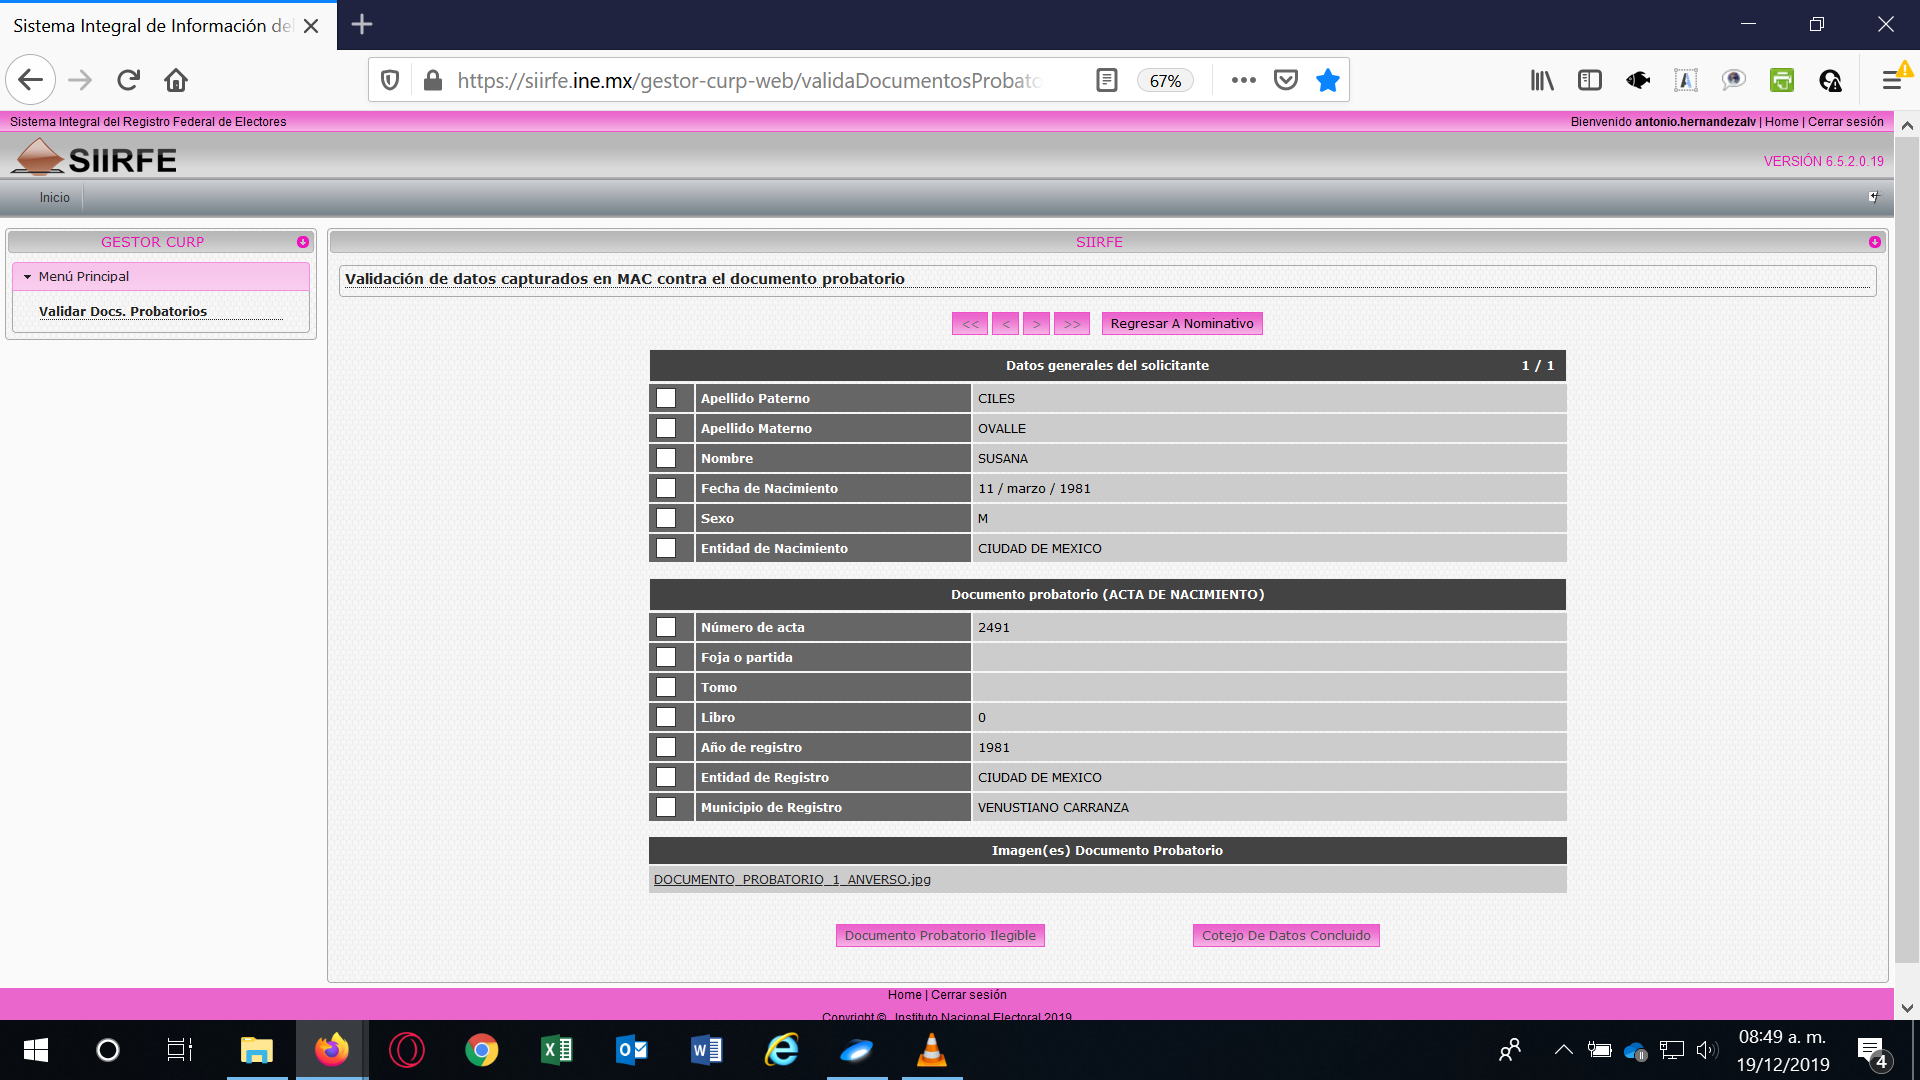 Sistema Integral de Información del
https://siirfe.ine.mx/gestor-curp-web/validaDocumentosProbato
67%
Sistema Integral del Registro Federal de Electores
Bienvenido antonio.hernandezalv | Home | Cerrar sesión
SIIRFE
VERSIÓN 6.5.2.0.19
Inicio
GESTOR CURP
Menú Principal
Validar Docs. Probatorios
SIIRFE
Validación de datos capturados en MAC contra el documento probatorio
<< < > >> Regresar A Nominativo
Datos generales del solicitante 1 / 1
Apellido Paterno CILES
Apellido Materno OVALLE
Nombre SUSANA
Fecha de Nacimiento 11 / marzo / 1981
Sexo M
Entidad de Nacimiento CIUDAD DE MEXICO
Documento probatorio (ACTA DE NACIMIENTO)
Número de acta 2491
Foja o partida
Tomo
Libro 0
Año de registro 1981
Entidad de Registro CIUDAD DE MEXICO
Municipio de Registro VENUSTIANO CARRANZA
Imagen(es) Documento Probatorio
DOCUMENTO_PROBATORIO_1_ANVERSO.jpg
Documento Probatorio Ilegible Cotejo De Datos Concluido
Home | Cerrar sesión
Copyright © Instituto Nacional Electoral 2019
08:49 a. m.
19/12/2019
4